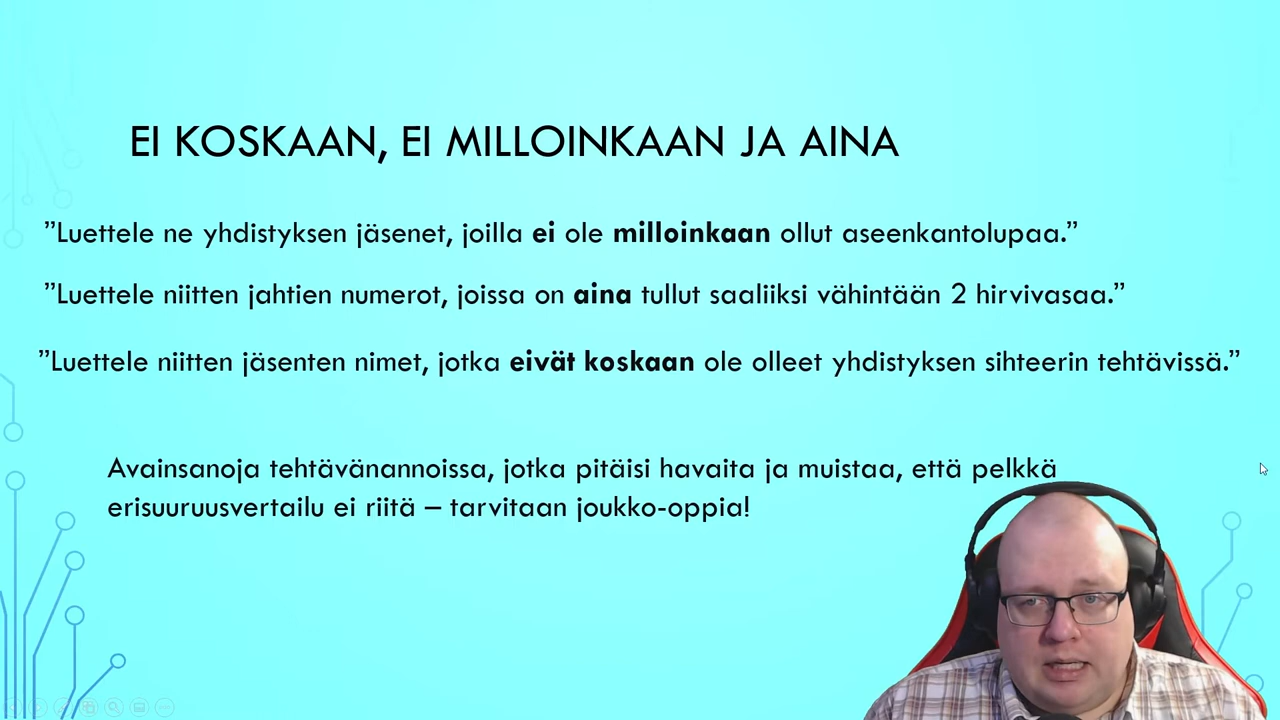 EI KOSKAAN, EI MILLOINKAAN JA AINA
”Luettele ne yhdistyksen jäsenet, joilla ei ole milloinkaan ollut aseenkantolupaa.”
”Luettele niitten jahtien numerot, joissa on aina tullut saaliiksi vähintään 2 hirvivasaa.”
”Luettele niitten jäsenten nimet, jotka eivät koskaan ole olleet yhdistyksen sihteerin tehtävissä.”
Avainsanoja tehtävänannoissa, jotka pitäisi havaita ja muistaa, että pelkkä
erisuuruusvertailu ei riitä – tarvitaan joukko-oppia!